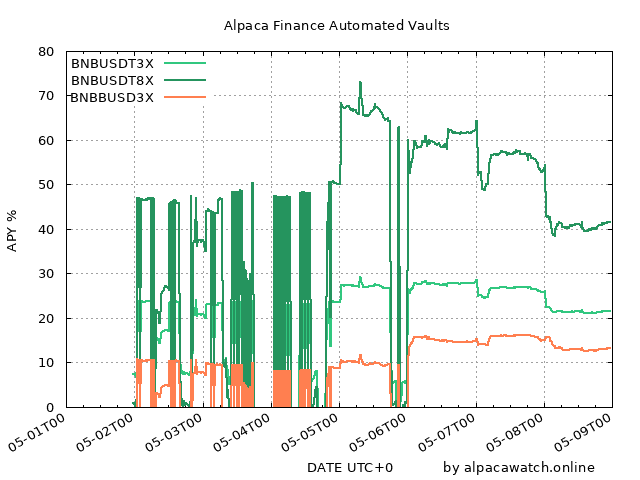 Alpaca Finance Automated Vaults
80
70
60
50
40
30
20
10
0
APY %
BNBUSDT3X
BNBUSDT8X
BNBBUSD3X
05-01T00
05-02T00
05-03T00
05-04T00
05-05T00
05-06T00
05-07T00
05-08T00
05-09T00
DATE UTC+0
by alpacawatch.online